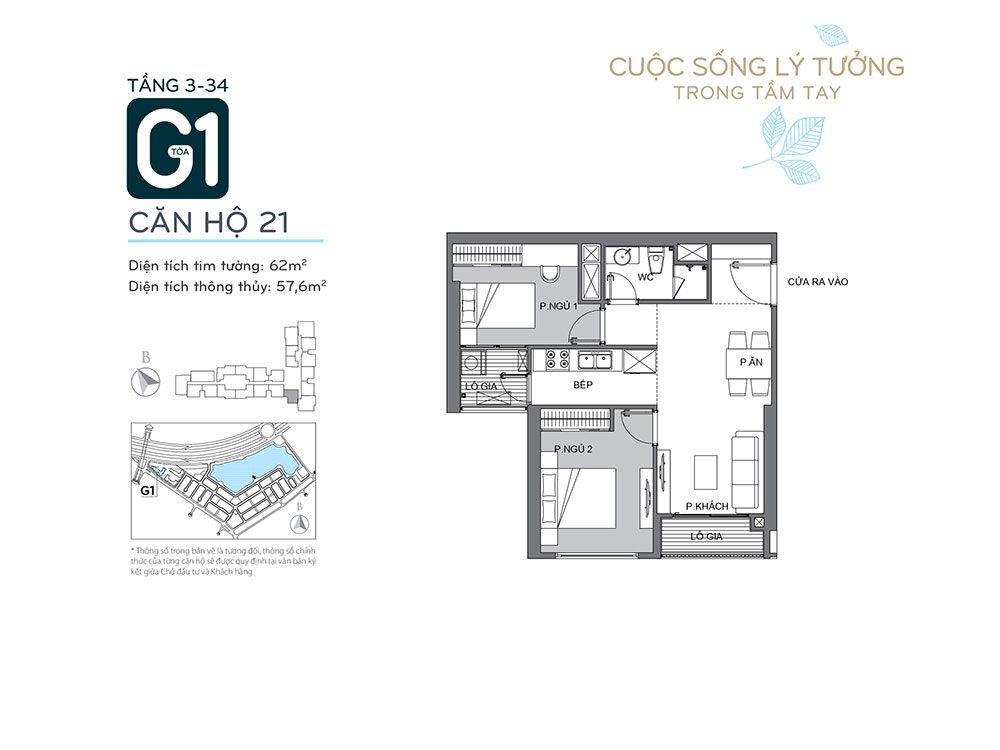 CUỘC SỐNG LÝ TƯỞNG
TRONG TẦM TAY
TẦNG 3-34
G1
TÒA
CĂN HỘ 21
Diện tích tim tường: 62m²
Diện tích thông thủy: 57,6m²
B
G1
B
* Thông số trong bản vẽ là tương đối, thông số chính
thức của từng căn hộ sẽ được quy định tại văn bản ký
kết giữa Chủ đầu tư và Khách hàng
WC
CỬA RA VÀO
P.NGỦ 1
P.ĂN
LÔ GIA
BẾP
P.NGỦ 2
P.KHÁCH
LÔ GIA